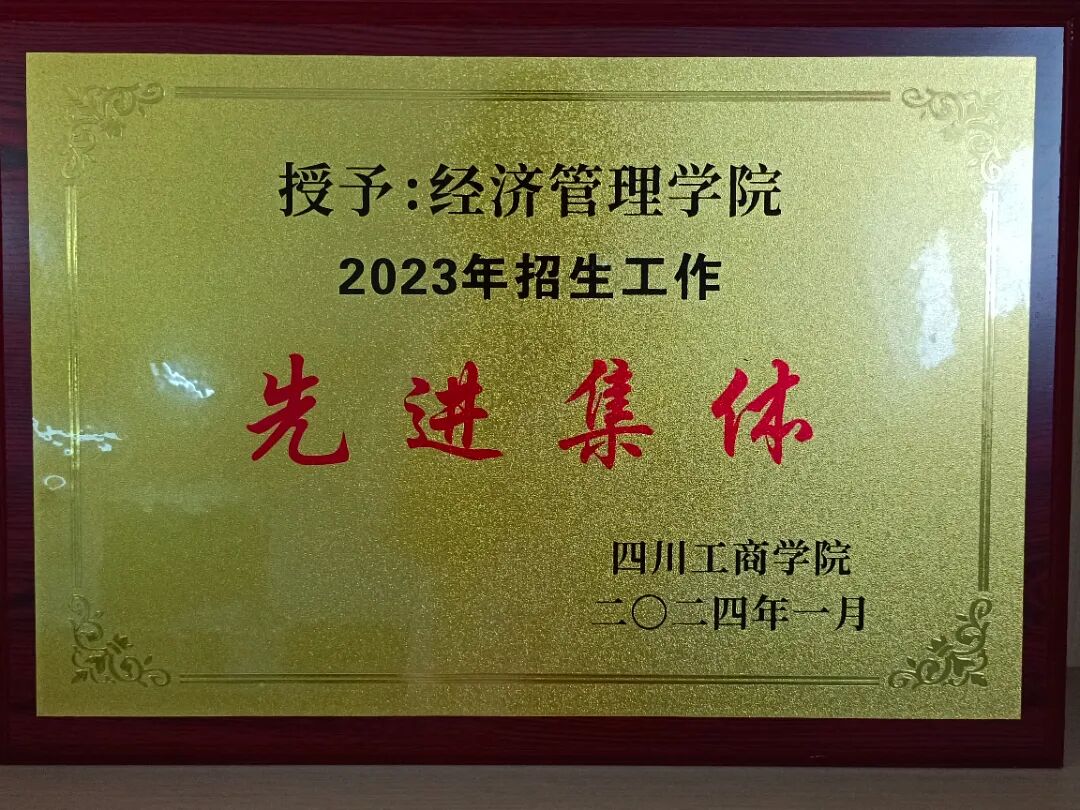 授予:经济管理学院
2023年招生工作
先进集体
四川工商学院
二〇二四年一月